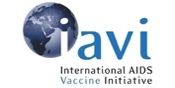 iavi
International AIDS
Vaccine Initiative